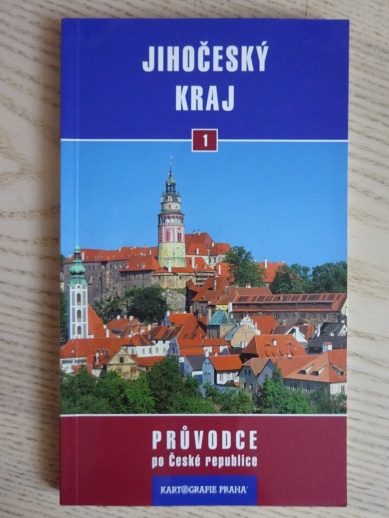 JIHOČESKÝ
KRAJ
1
PRŮVODCE
po České republice
KARTOGRAFIE PRAHA